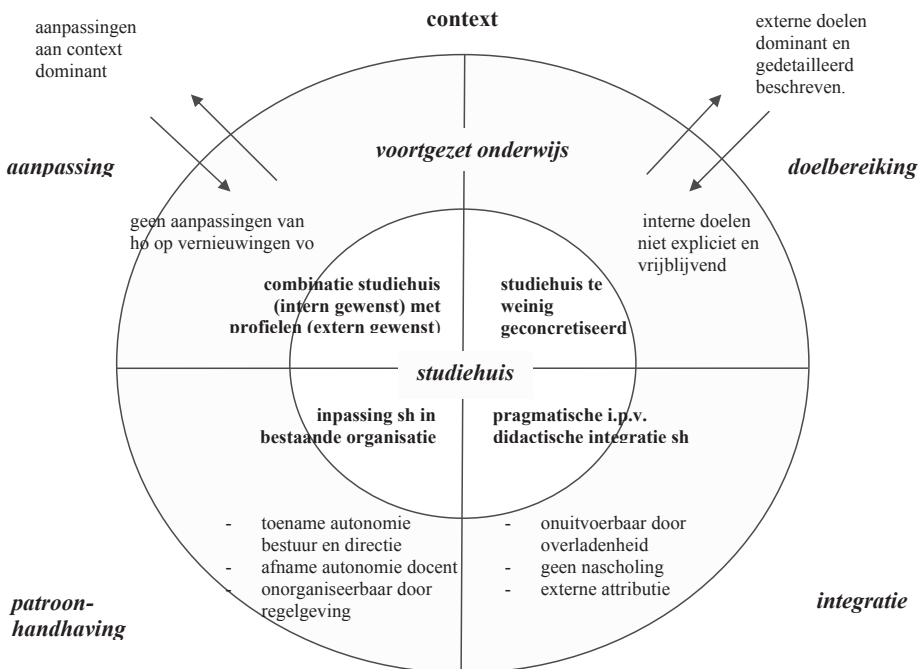 context
aanpassingen
aan context
dominant
externe doelen
dominant en
gedetailleerd
beschreven.
aanpassing
voortgezet onderwijs
doelbereiking
geen aanpassingen van
ho op vernieuwingen vo
interne doelen
niet expliciet en
vrijblijvend
combinatie studiehuis
(intern gewenst) met
profielen (extern gewenst)
studiehuis te
weinig
geconcretiseerd
studiehuis
inpassing sh in
bestaande organisatie
pragmatische i.p.v.
didactische integratie sh
- toename autonomie
bestuur en directie
- afname autonomie docent
- onorganiseerbaar door
regelgeving
- onuitvoerbaar door
overladenheid
- geen nascholing
- externe attributie
patroon-
handhaving
integratie